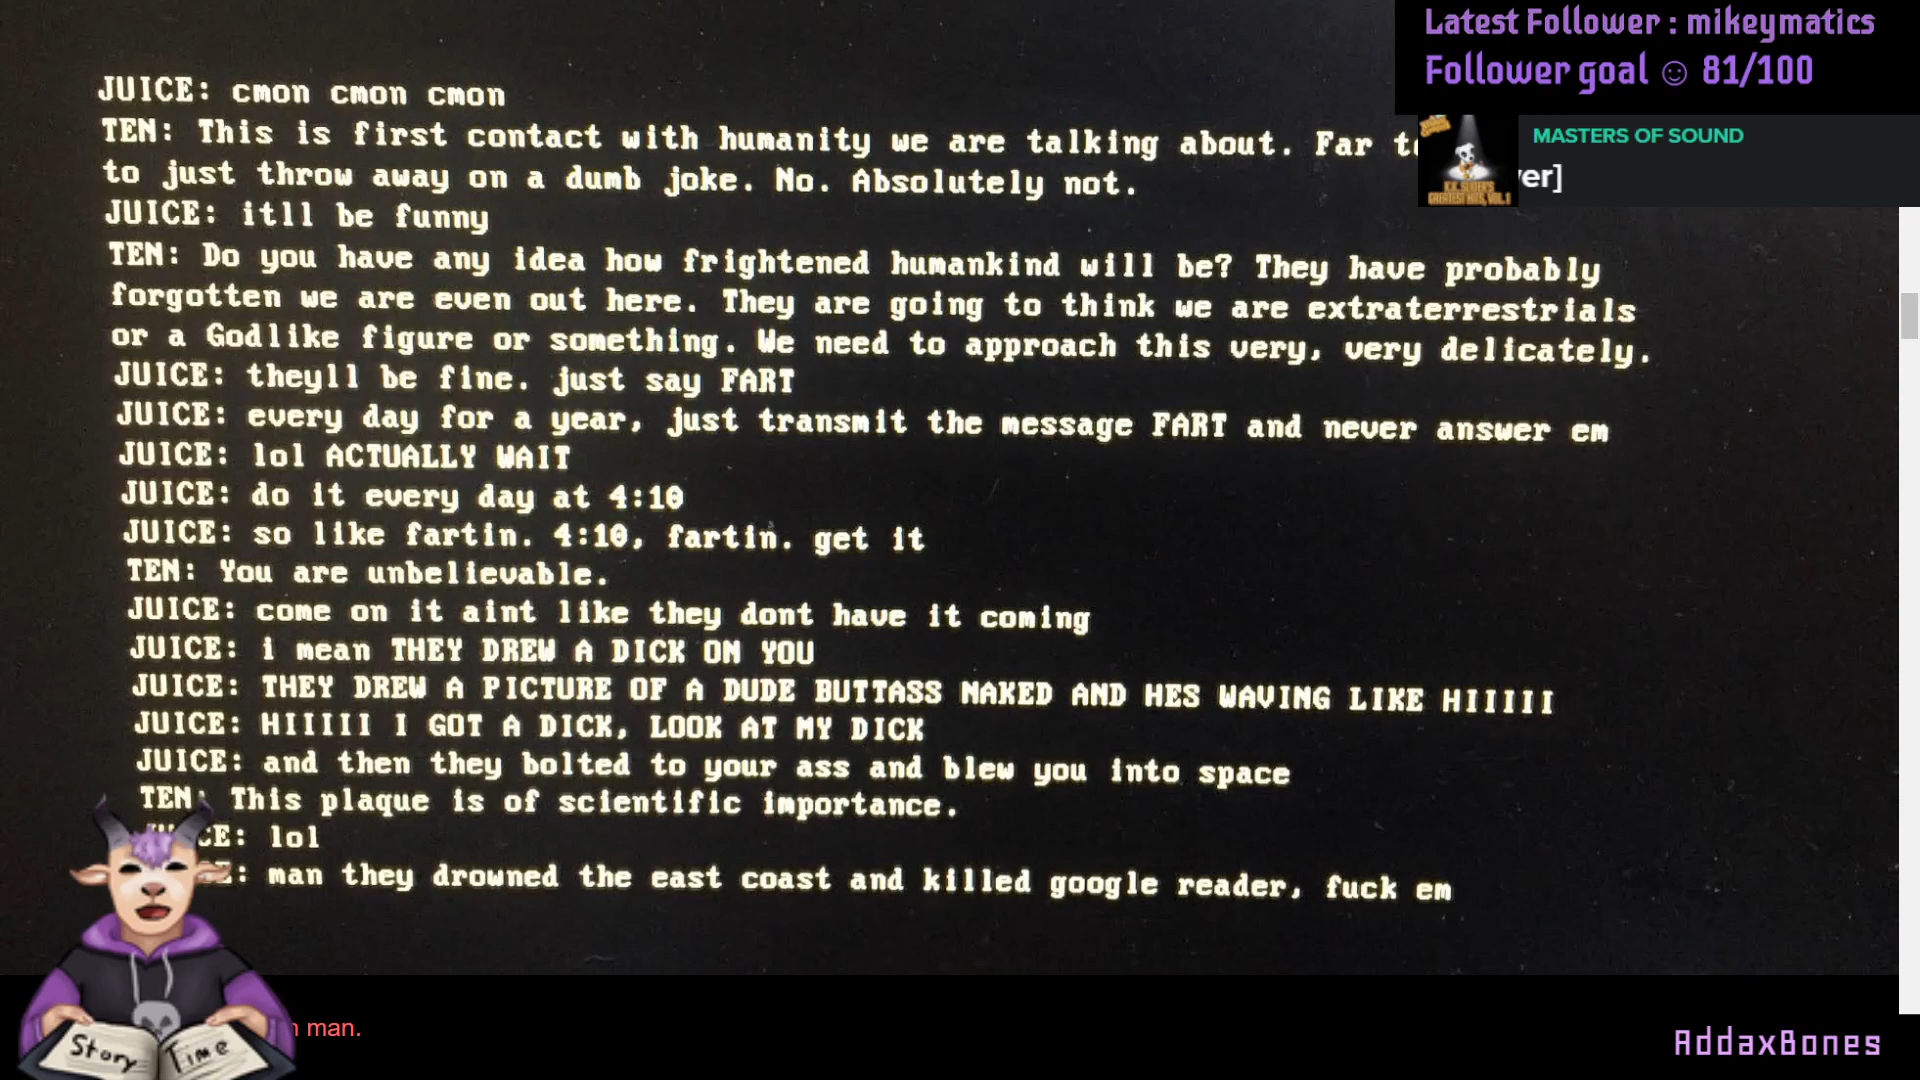 Latest Follower : mikeymatics
Follower goal ☺ 81/100
MASTERS OF SOUND
K.K. SLIDER'S
GREATEST HITS, VOL. 1
JUICE: cmon cmon cmon
TEN: This is first contact with humanity we are talking about. Far
to just throw away on a dumb joke. No. Absolutely not.
JUICE: itll be funny
TEN: Do you have any idea how frightened humankind will be? They have probably
forgotten we are even out here. They are going to think we are extraterrestrials
or a Godlike figure or something. We need to approach this very, very delicately.
JUICE: theyll be fine. just say FART
JUICE: every day for a year, just transmit the message FART and never answer em
JUICE: lol ACTUALLY WAIT
JUICE: do it every day at 4:10
JUICE: so like fartin. 4:10, fartin. get it
TEN: You are unbelievable.
JUICE: come on it aint like they dont have it coming
JUICE: i mean THEY DREW A DICK ON YOU
JUICE: THEY DREW A PICTURE OF A DUDE BUTTASS NAKED AND HES WAVING LIKE HIIIII
JUICE: HIIIII I GOT A DICK, LOOK AT MY DICK
JUICE: and then they bolted to your ass and blew you into space
TEN: This plaque is of scientific importance.
CE: lol
: man they drowned the east coast and killed google reader, fuck em
man.
Story Time
AddaxBones